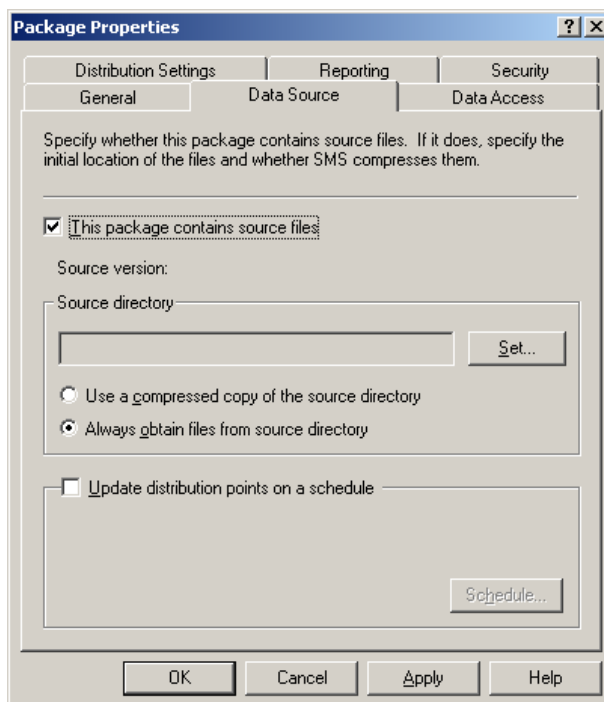 Package Properties
Distribution Settings
Reporting
Security
General
Data Source
Data Access
Specify whether this package contains source files. If it does, specify the
initial location of the files and whether SMS compresses them.
This package contains source files
Source version:
Source directory
Set...
Use a compressed copy of the source directory
Always obtain files from source directory
Update distribution points on a schedule
Schedule...
OK
Cancel
Apply
Help